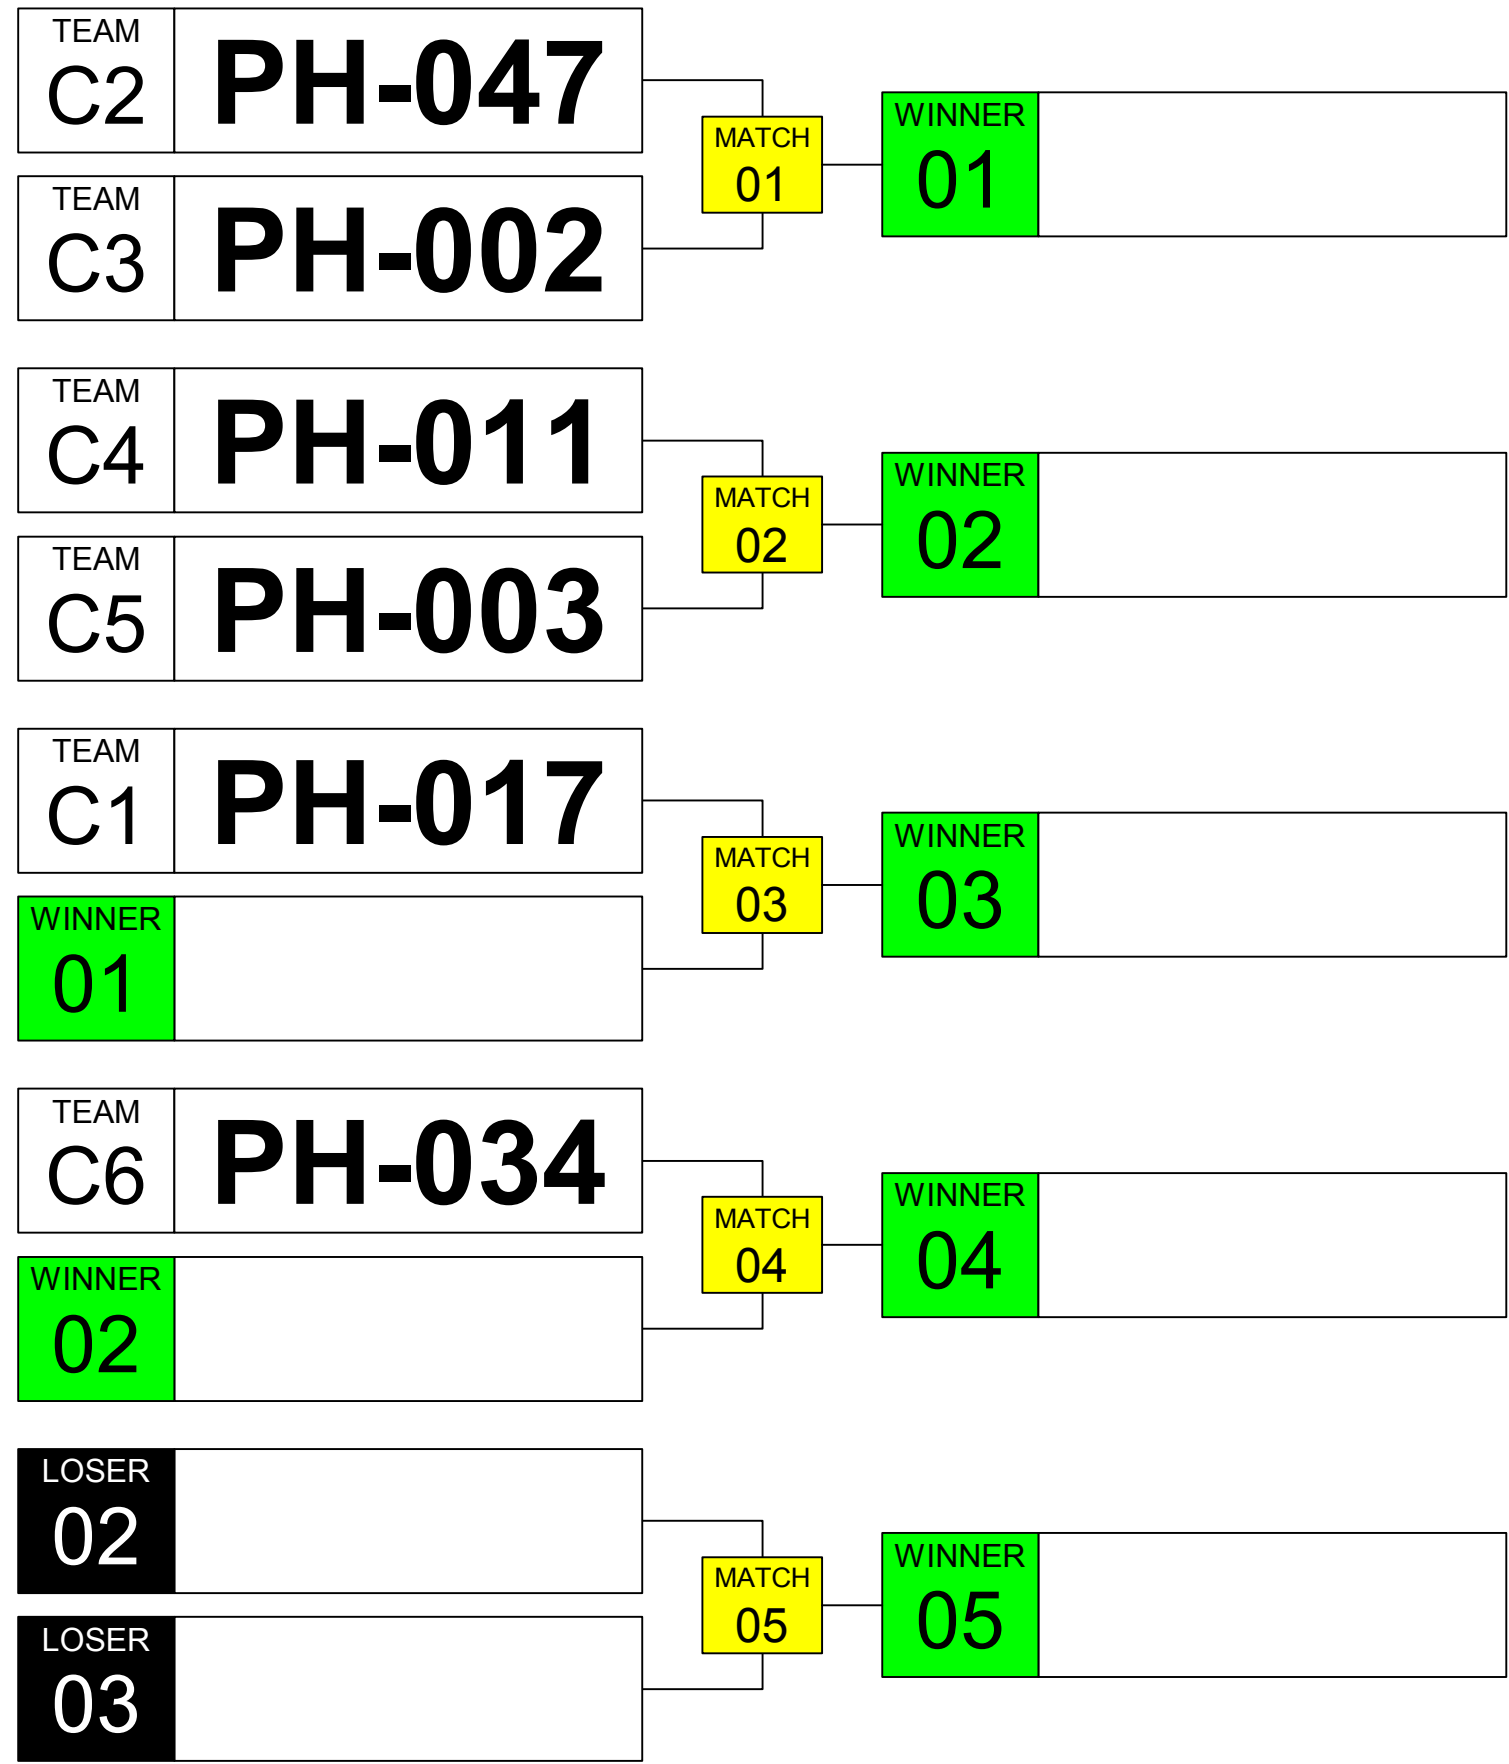 TEAM
C2
PH-047
TEAM
C3
PH-002
MATCH
01
WINNER
01
TEAM
C4
PH-011
TEAM
C5
PH-003
MATCH
02
WINNER
02
TEAM
C1
PH-017
WINNER
01
MATCH
03
WINNER
03
TEAM
C6
PH-034
WINNER
02
MATCH
04
WINNER
04
LOSER
02
LOSER
03
MATCH
05
WINNER
05